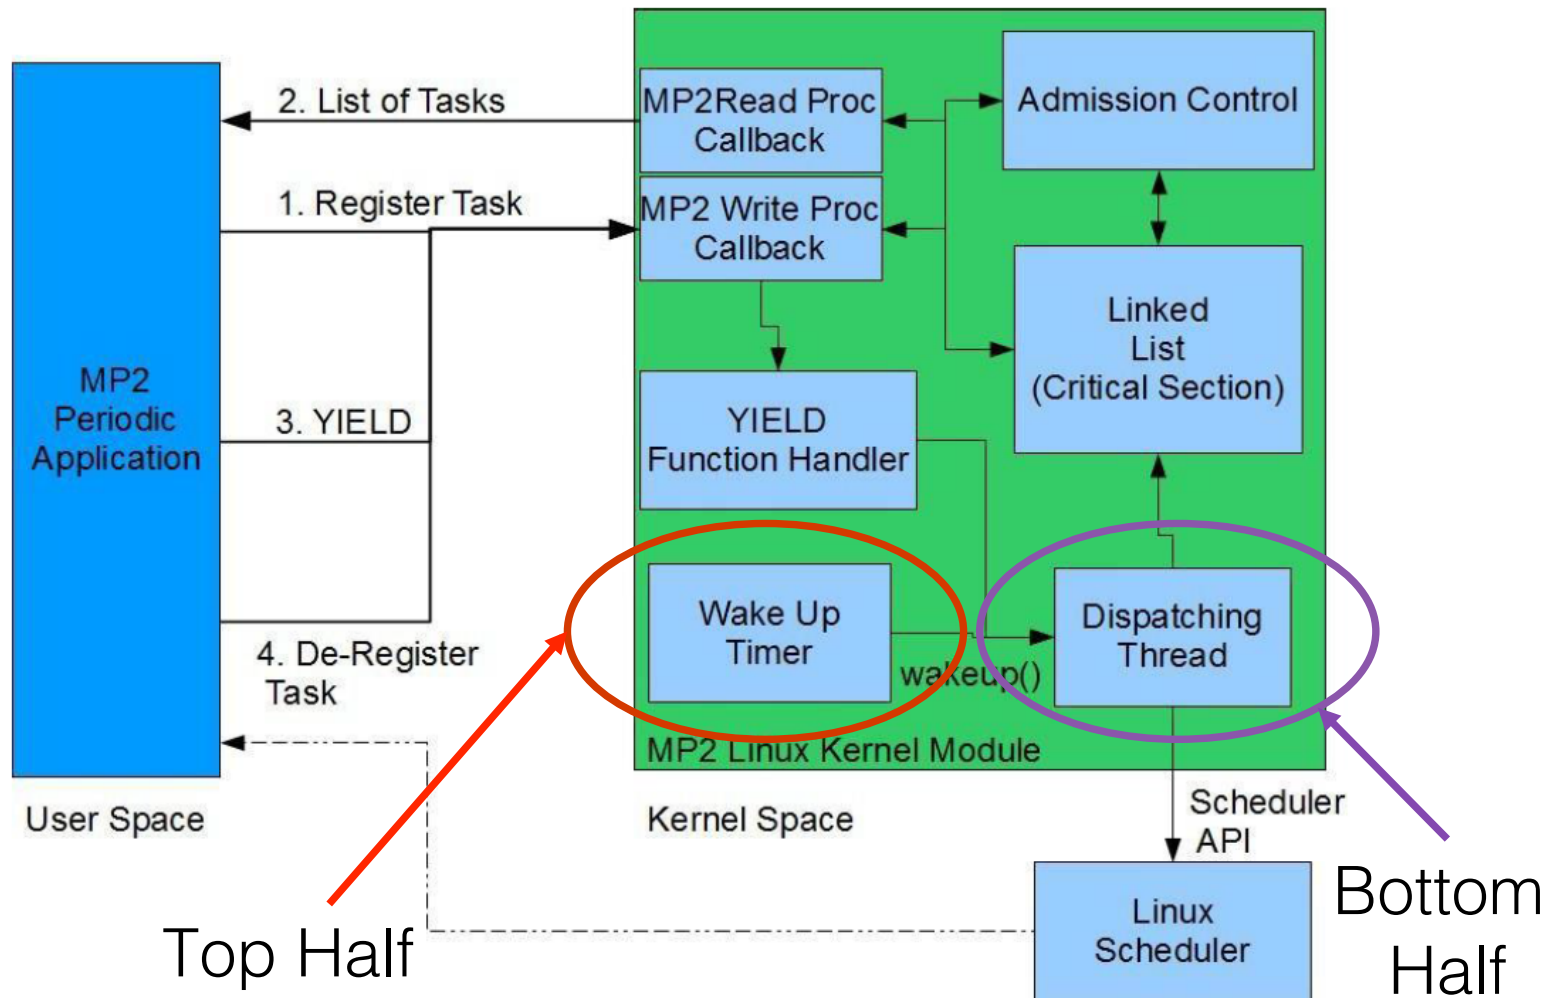 2. List of Tasks
1. Register Task
3. YIELD
4. De-Register
Task
MP2
Periodic
Application
User Space
MP2Read Proc
Callback
MP2 Write Proc
Callback
Admission Control
Linked
List
(Critical Section)
YIELD
Function Handler
Wake Up
Timer
wakeup()
Dispatching
Thread
MP2 Linux Kernel Module
Kernel Space
Scheduler
API
Linux
Scheduler
Top Half
Bottom
Half